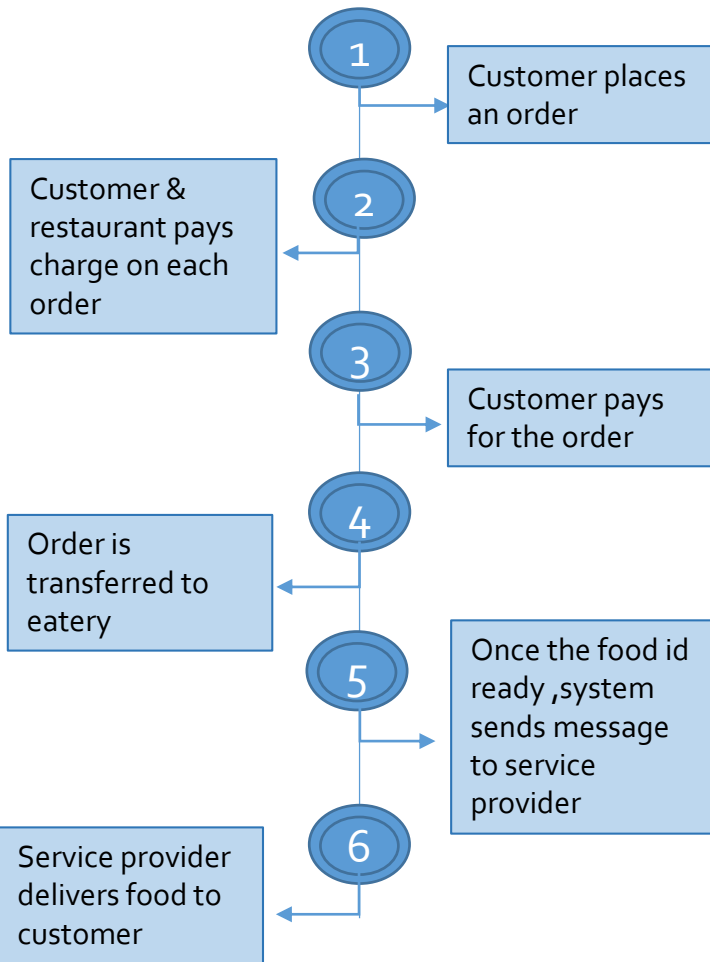 1
Customer places
an order
2
Customer &
restaurant pays
charge on each
order
3
Customer pays
for the order
4
Order is
transferred to
eatery
5
Once the food id
ready ,system
sends message
to service
provider
6
Service provider
delivers food to
customer